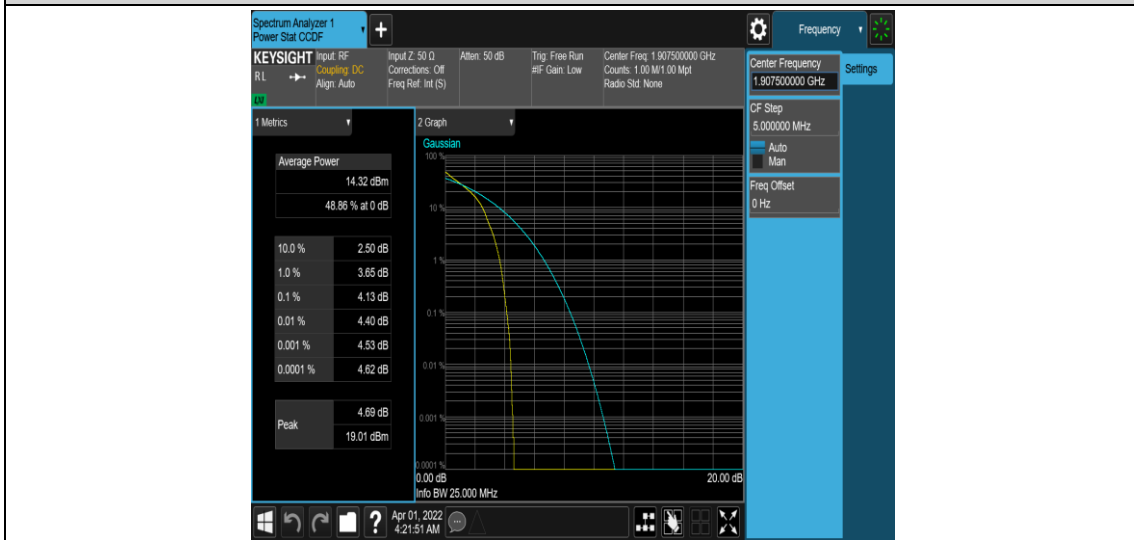 Spectrum Analyzer 1
Power Stat CCDF
Frequency
KEYSIGHT
RL
LXI
Input: RF
Coupling: DC
Align: Auto
Input Z: 50 Ω
Corrections: Off
Freq Ref: Int (S)
Atten: 50 dB
Trig: Free Run
#IF Gain: Low
Center Freq: 1.907500000 GHz
Counts: 1.00 M/1.00 Mpt
Radio Std: None
Center Frequency
1.907500000 GHz
Settings
CF Step
5.000000 MHz
Auto
Man
Freq Offset
0 Hz
1 Metrics
Average Power
14.32 dBm
48.86 % at 0 dB
10.0 % 2.50 dB
1.0 % 3.65 dB
0.1 % 4.13 dB
0.01 % 4.40 dB
0.001 % 4.53 dB
0.0001 % 4.62 dB
Peak
4.69 dB
19.01 dBm
2 Graph
Gaussian
100 %
10 %
1 %
0.1 %
0.01 %
0.001 %
0.0001 %
0.00 dB 20.00 dB
Info BW 25.000 MHz
?
Apr 01, 2022
4:21:51 AM